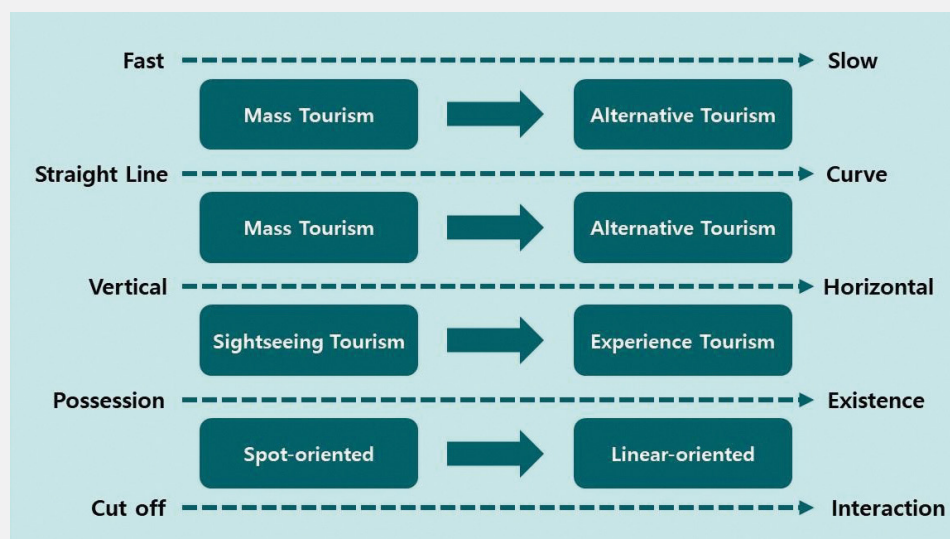 Fast Slow
Mass Tourism Alternative Tourism
Straight Line Curve
Mass Tourism Alternative Tourism
Vertical Horizontal
Sightseeing Tourism Experience Tourism
Possession Existence
Spot-oriented Linear-oriented
Cut off Interaction